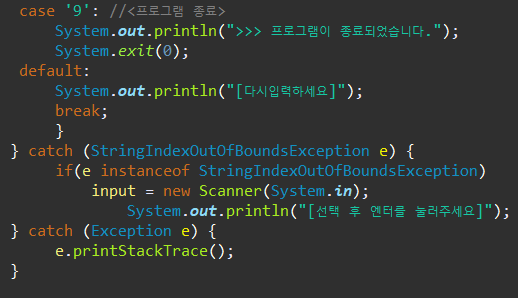 case '9': //<프로그램 종료>
System.out.println(">>> 프로그램이 종료되었습니다.");
System.exit(0);
default:
System.out.println("[다시입력하세요]");
break;
}
} catch (StringIndexOutOfBoundsException e) {
if(e instanceof StringIndexOutOfBoundsException)
input = new Scanner(System.in);
System.out.println("[선택 후 엔터를 눌러주세요]");
} catch (Exception e) {
e.printStackTrace();
}